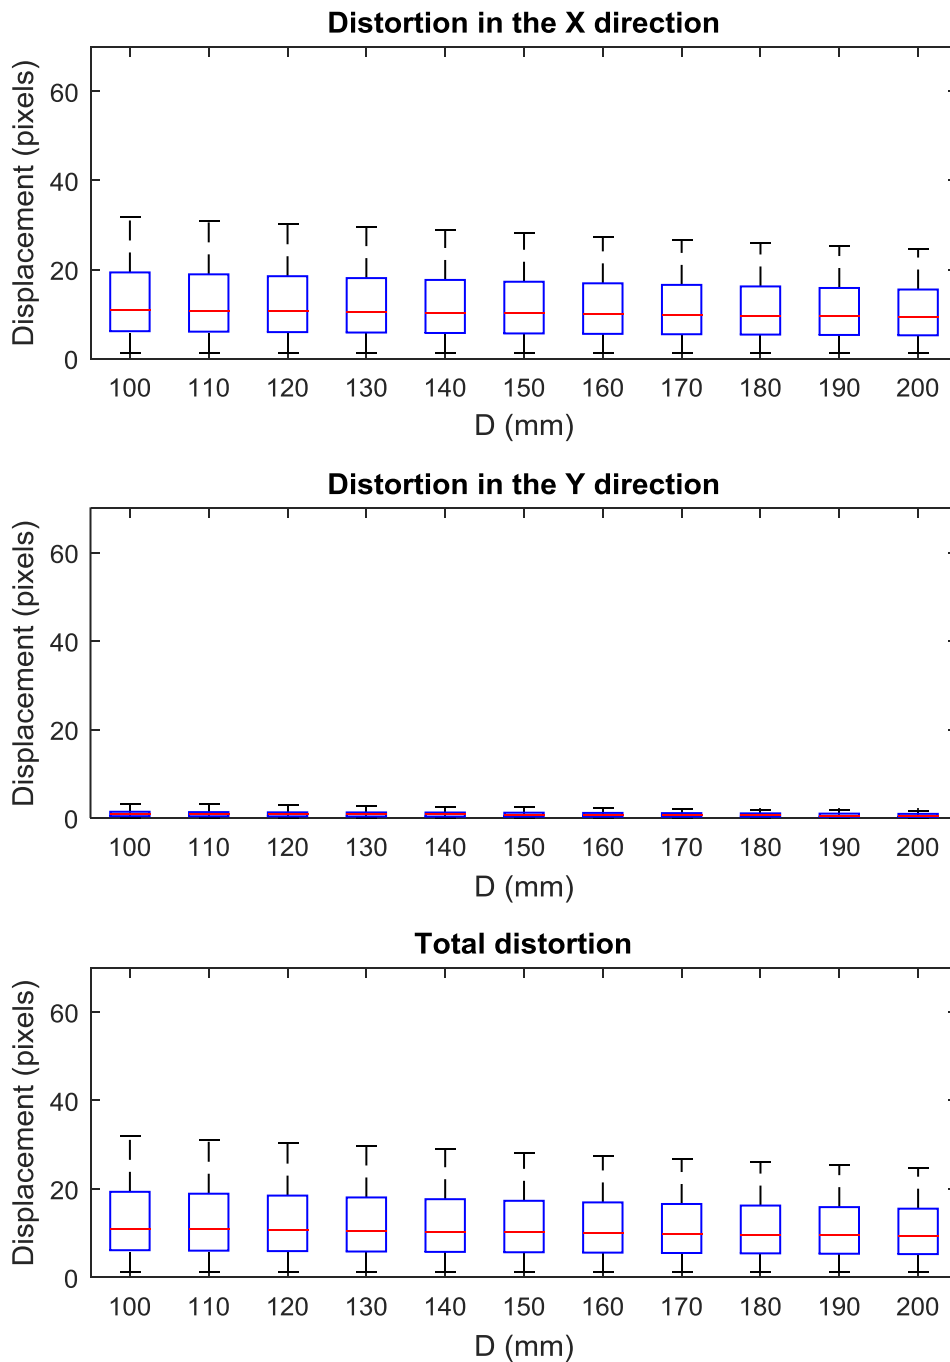 Distortion in the X direction
Displacement (pixels)
60
40
20
0
100 110 120 130 140 150 160 170 180 190 200
D (mm)
Distortion in the Y direction
Displacement (pixels)
60
40
20
0
100 110 120 130 140 150 160 170 180 190 200
D (mm)
Total distortion
Displacement (pixels)
60
40
20
0
100 110 120 130 140 150 160 170 180 190 200
D (mm)